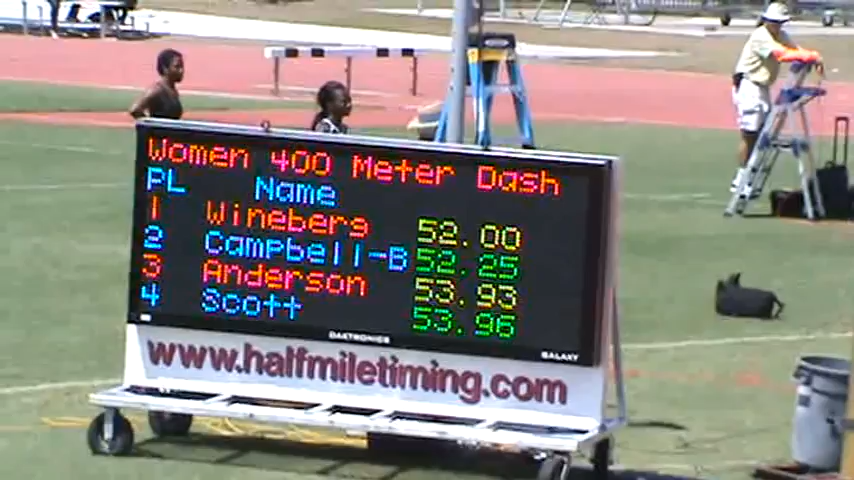 Women 400 Meter Dash
PL Name
1 Wineberg 52.00
2 Campbell-B 52.25
3 Anderson 53.93
4 Scott 53.96
DAKTRONICS GALAXY
www.halfmiletiming.com